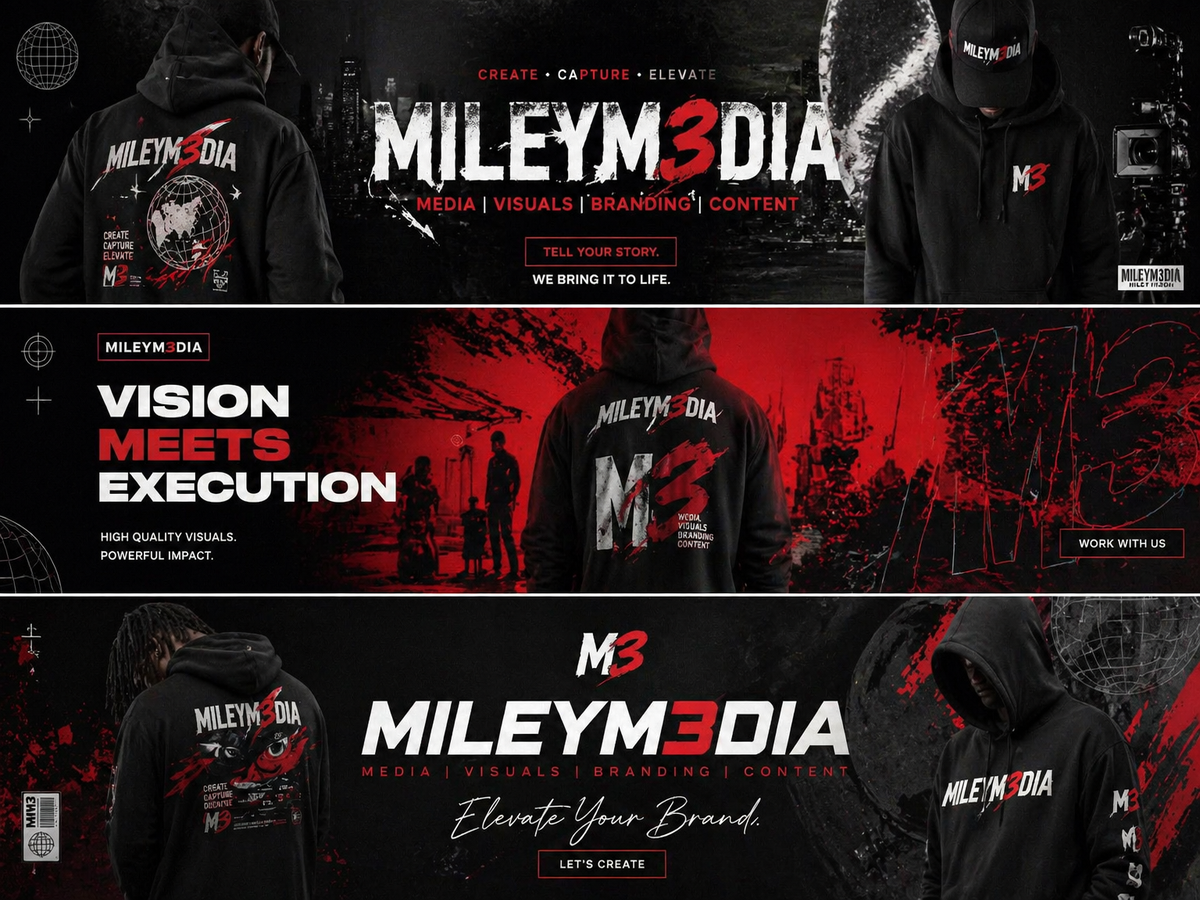 CREATE • CAPTURE • ELEVATE
MILEYM3DIA
MEDIA | VISUALS | BRANDING | CONTENT
TELL YOUR STORY.
WE BRING IT TO LIFE.
MILEYM3DIA
CREATE
CAPTURE
ELEVATE
M3
MILEYM3DIA
M3
MILEYM3DIA
MILEYM3DIA
VISION
MEETS
EXECUTION
HIGH QUALITY VISUALS.
POWERFUL IMPACT.
MILEYM3DIA
M3
VISUALS
BRANDING
CONTENT
M3
WORK WITH US
M3
MILEYM3DIA
MEDIA | VISUALS | BRANDING | CONTENT
Elevate Your Brand.
LET'S CREATE
MILEYM3DIA
CREATE
CAPTURE
M3
MILEYM3DIA
M3